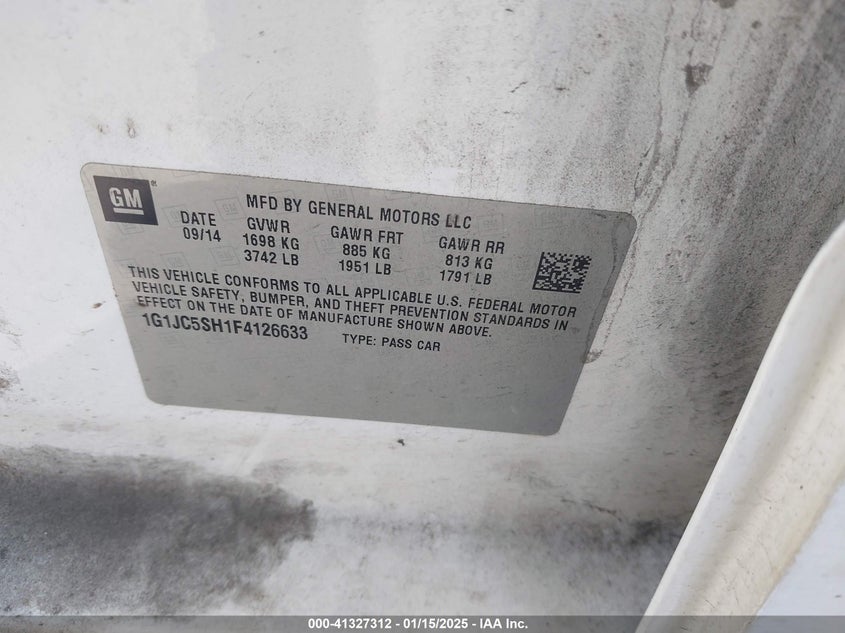 GM
MFD BY GENERAL MOTORS LLC
DATE GVWR GAWR FRT GAWR RR
09/14 1698 KG 885 KG 813 KG
3742 LB 1951 LB 1791 LB
THIS VEHICLE CONFORMS TO ALL APPLICABLE U.S. FEDERAL MOTOR
VEHICLE SAFETY, BUMPER, AND THEFT PREVENTION STANDARDS IN
EFFECT ON THE DATE OF MANUFACTURE SHOWN ABOVE.
1G1JC5SH1F4126633 TYPE: PASS CAR
000-41327312 - 01/15/2025 - IAA Inc.